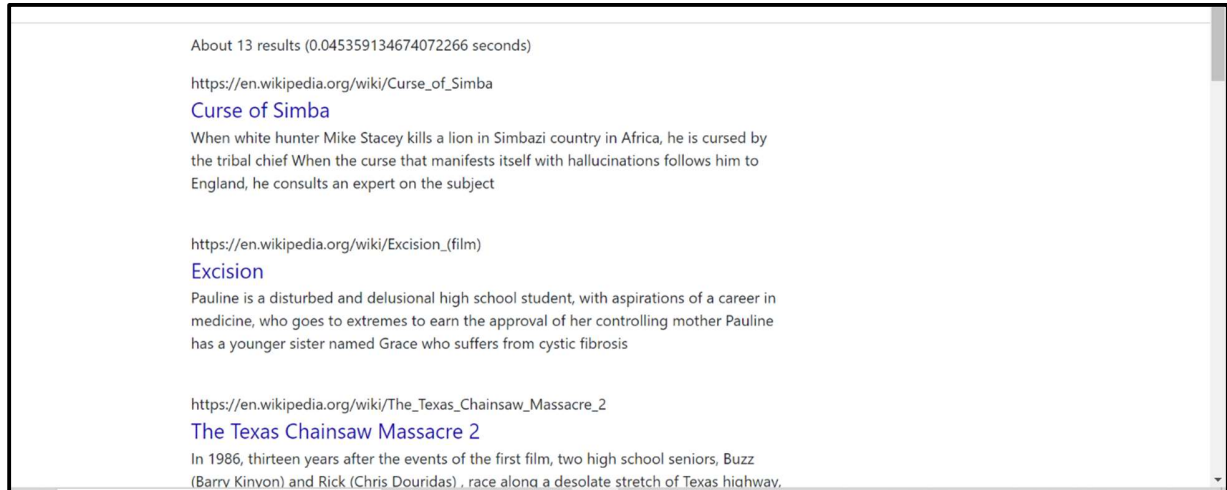 About 13 results (0.045359134674072266 seconds)
https://en.wikipedia.org/wiki/Curse_of_Simba
Curse of Simba
When white hunter Mike Stacey kills a lion in Simbazi country in Africa, he is cursed by
the tribal chief When the curse that manifests itself with hallucinations follows him to
England, he consults an expert on the subject
https://en.wikipedia.org/wiki/Excision_(film)
Excision
Pauline is a disturbed and delusional high school student, with aspirations of a career in
medicine, who goes to extremes to earn the approval of her controlling mother Pauline
has a younger sister named Grace who suffers from cystic fibrosis
https://en.wikipedia.org/wiki/The_Texas_Chainsaw_Massacre_2
The Texas Chainsaw Massacre 2
In 1986, thirteen years after the events of the first film, two high school seniors, Buzz
(Barry Kinyon) and Rick (Chris Douridas) , race along a desolate stretch of Texas highway,